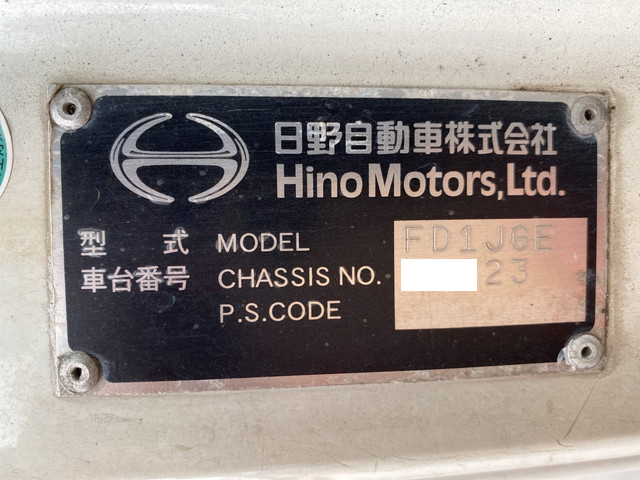 日野自動車株式会社
Hino Motors, Ltd.
型 式 MODEL FD1JGE
車台番号 CHASSIS NO. 23
P.S.CODE